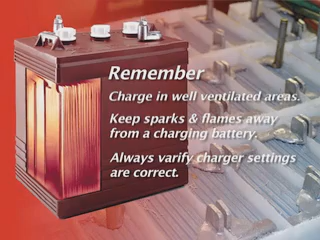 Remember
Charge in well ventilated areas.
Keep sparks & flames away
from a charging battery.
Always varify charger settings
are correct.